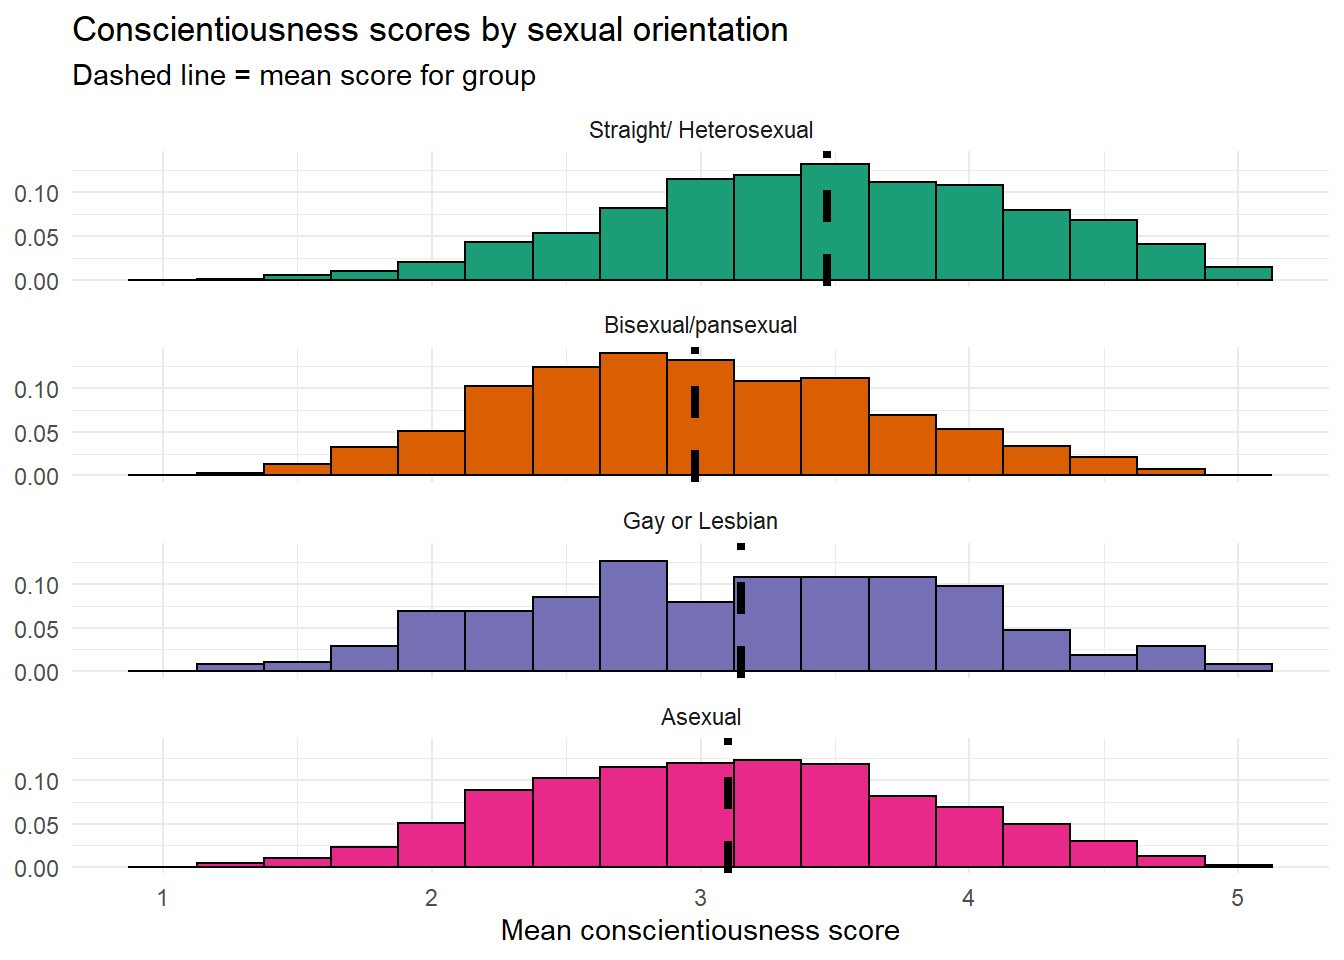 Conscientiousness scores by sexual orientation
Dashed line = mean score for group
Straight/ Heterosexual
0.10
0.05
0.00
Bisexual/pansexual
0.10
0.05
0.00
Gay or Lesbian
0.10
0.05
0.00
Asexual
0.10
0.05
0.00
1 2 3 4 5
Mean conscientiousness score